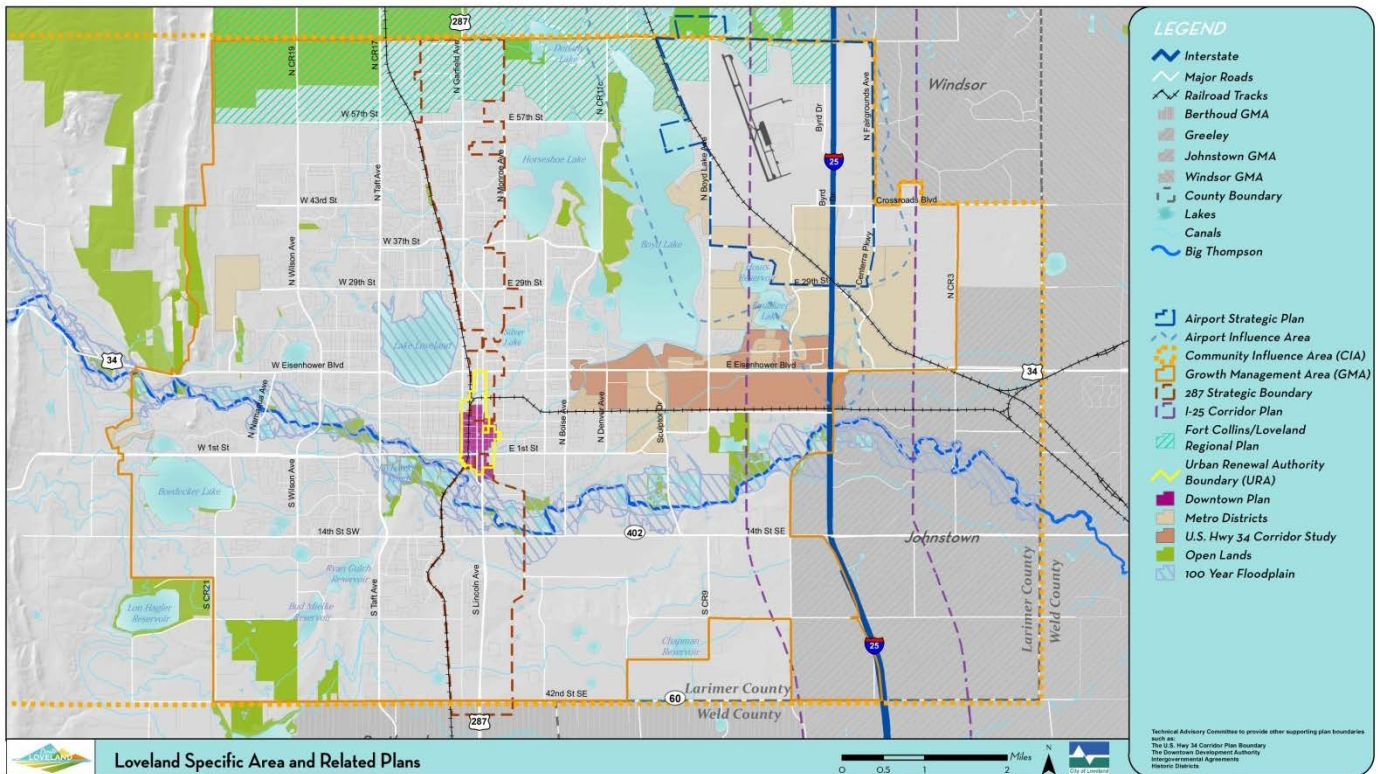 287
N CR19
N CR17
N Garfield Ave
N CR11c
Byrd Dr
N Fairgrounds Ave
Windsor
W 57th St
E 57th St
N Taft Ave
N Monroe Ave
Horseshoe Lake
N Boyd Lake Ave
25
W 43rd St
Byrd Dr
Crossroads Blvd
N Wilson Ave
W 37th St
Boyd Lake
Centerra Pkwy
W 29th St
E 29th St
E 29th St
N CR3
Lake Loveland
Silver
Lake
34
W Eisenhower Blvd
E Eisenhower Blvd
34
N Namaqua Ave
N Boise Ave
N Denver Ave
Sculptor Dr
W 1st St
E 1st St
Boedecker Lake
S Wilson Ave
14th St SW
402
14th St SE
Johnstown
Ryan Gulch
Reservoir
S CR21
Lon Hagler
Reservoir
Bud Mielke
Reservoir
S Taft Ave
S Lincoln Ave
S CR9
Chapman
Reservoir
25
Larimer County
Weld County
42nd St SE
60
Larimer County
Weld County
287
LEGEND
Interstate
Major Roads
Railroad Tracks
Berthoud GMA
Greeley
Johnstown GMA
Windsor GMA
County Boundary
Lakes
Canals
Big Thompson
Airport Strategic Plan
Airport Influence Area
Community Influence Area (CIA)
Growth Management Area (GMA)
287 Strategic Boundary
I-25 Corridor Plan
Fort Collins/Loveland
Regional Plan
Urban Renewal Authority
Boundary (URA)
Downtown Plan
Metro Districts
U.S. Hwy 34 Corridor Study
Open Lands
100 Year Floodplain
Technical Advisory Committee to provide other supporting plan boundaries
such as:
The U.S. Hwy 34 Corridor Plan Boundary
The Downtown Development Authority
Intergovernmental Agreements
Historic Districts
LOVELAND
Loveland Specific Area and Related Plans
Miles
0 0.5 1 2
N
City of Loveland